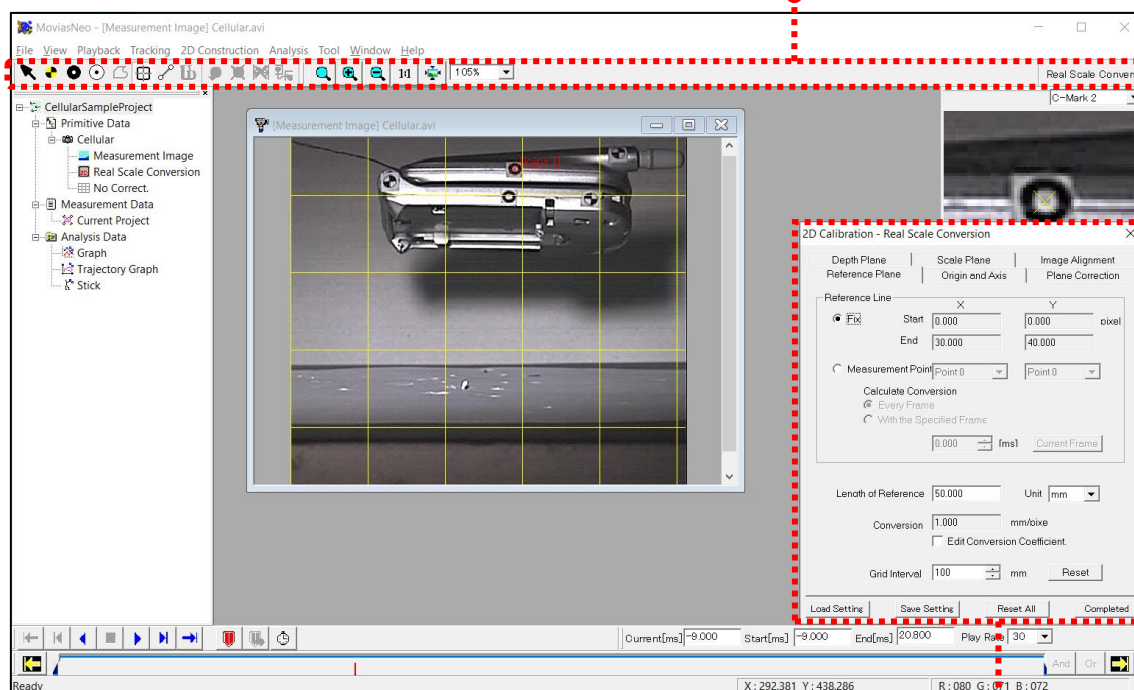 MoviasNeo - [Measurement Image] Cellular.avi
File View Playback Tracking 2D Construction Analysis Tool Window Help
1:1 105% Real Scale Conver
CellularSampleProject
Primitive Data
Cellular
Measurement Image
Real Scale Conversion
No Correct.
Measurement Data
Current Project
Analysis Data
Graph
Trajectory Graph
Stick
[Measurement Image] Cellular.avi
C-Mark 2
2D Calibration - Real Scale Conversion
Depth Plane Scale Plane Image Alignment
Reference Plane Origin and Axis Plane Correction
Reference Line X Y
Fix Start 0.000 0.000 pixel
End 30.000 40.000
Measurement Point Point 0 Point 0
Calculate Conversion
Every Frame
With the Specified Frame
0.000 [ms] Current Frame
Length of Reference 50.000 Unit mm
Conversion 1.000 mm/pixe
Edit Conversion Coefficient.
Grid Interval 100 mm Reset
Load Setting Save Setting Reset All Completed
Current[ms] -9.000 Start[ms] -9.000 End[ms] 20.800 Play Rate 30
And Or
Ready X : 292.381 Y : 438.286 R : 080 G : 071 B : 072